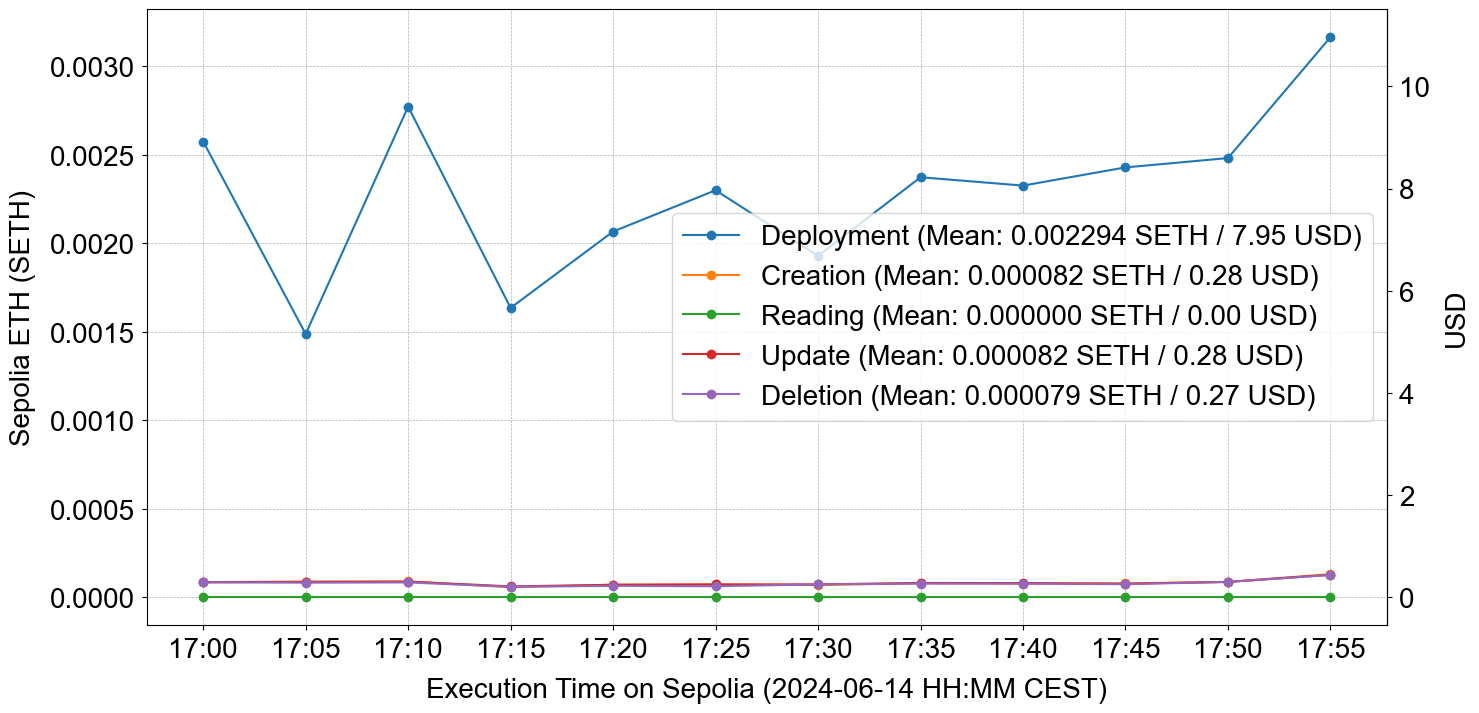 Sepolia ETH (SETH)
0.0030
0.0025
0.0020
0.0015
0.0010
0.0005
0.0000
Deployment (Mean: 0.002294 SETH / 7.95 USD)
Creation (Mean: 0.000082 SETH / 0.28 USD)
Reading (Mean: 0.000000 SETH / 0.00 USD)
Update (Mean: 0.000082 SETH / 0.28 USD)
Deletion (Mean: 0.000079 SETH / 0.27 USD)
10
8
6
4
2
0
USD
17:00 17:05 17:10 17:15 17:20 17:25 17:30 17:35 17:40 17:45 17:50 17:55
Execution Time on Sepolia (2024-06-14 HH:MM CEST)